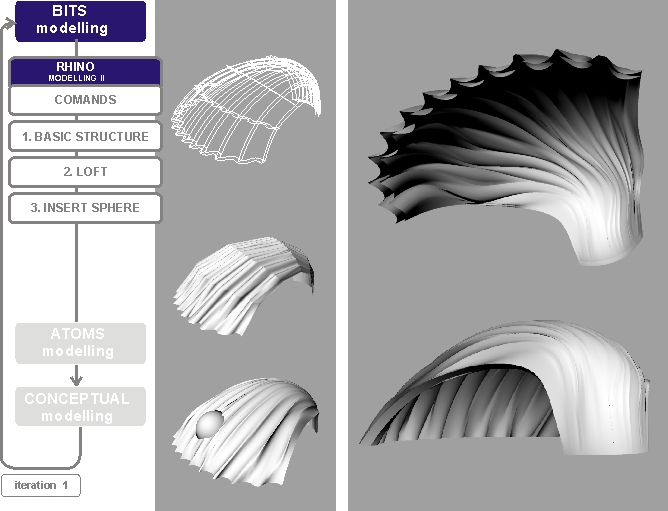 BITS
modelling
RHINO
MODELLING II
COMANDS
1. BASIC STRUCTURE
2. LOFT
3. INSERT SPHERE
ATOMS
modelling
CONCEPTUAL
modelling
iteration 1